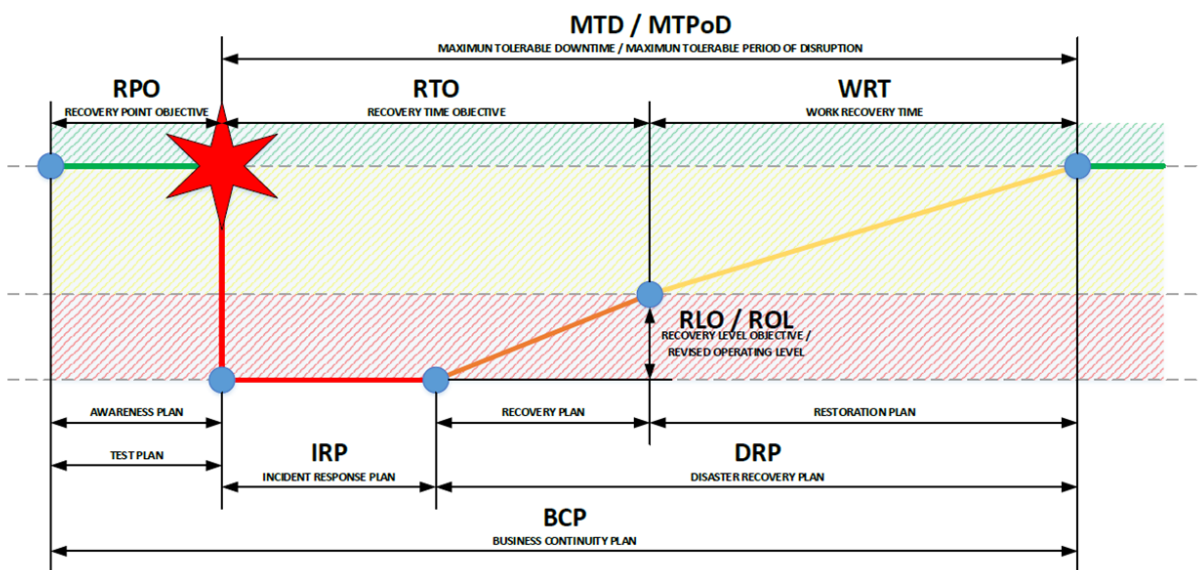 MTD / MTPoD
MAXIMUN TOLERABLE DOWNTIME / MAXIMUN TOLERABLE PERIOD OF DISRUPTION
RPO
RECOVERY POINT OBJECTIVE
RTO
RECOVERY TIME OBJECTIVE
WRT
WORK RECOVERY TIME
RLO / ROL
RECOVERY LEVEL OBJECTIVE /
REVISED OPERATING LEVEL
AWARENESS PLAN
RECOVERY PLAN
RESTORATION PLAN
TEST PLAN
IRP
INCIDENT RESPONSE PLAN
DRP
DISASTER RECOVERY PLAN
BCP
BUSINESS CONTINUITY PLAN